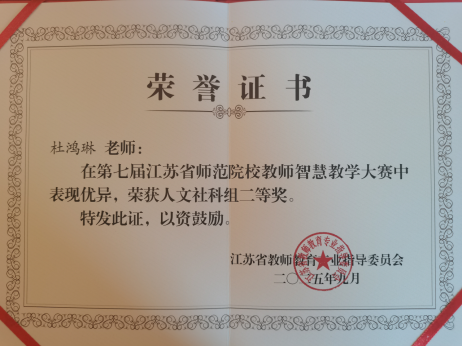 荣誉证书
杜鸿琳 老师：
在第七届江苏省师范院校教师智慧教学大赛中
表现优异，荣获人文社科组二等奖。
特发此证，以资鼓励。
江苏省教师教育专业指导委员会
二〇〇五年九月